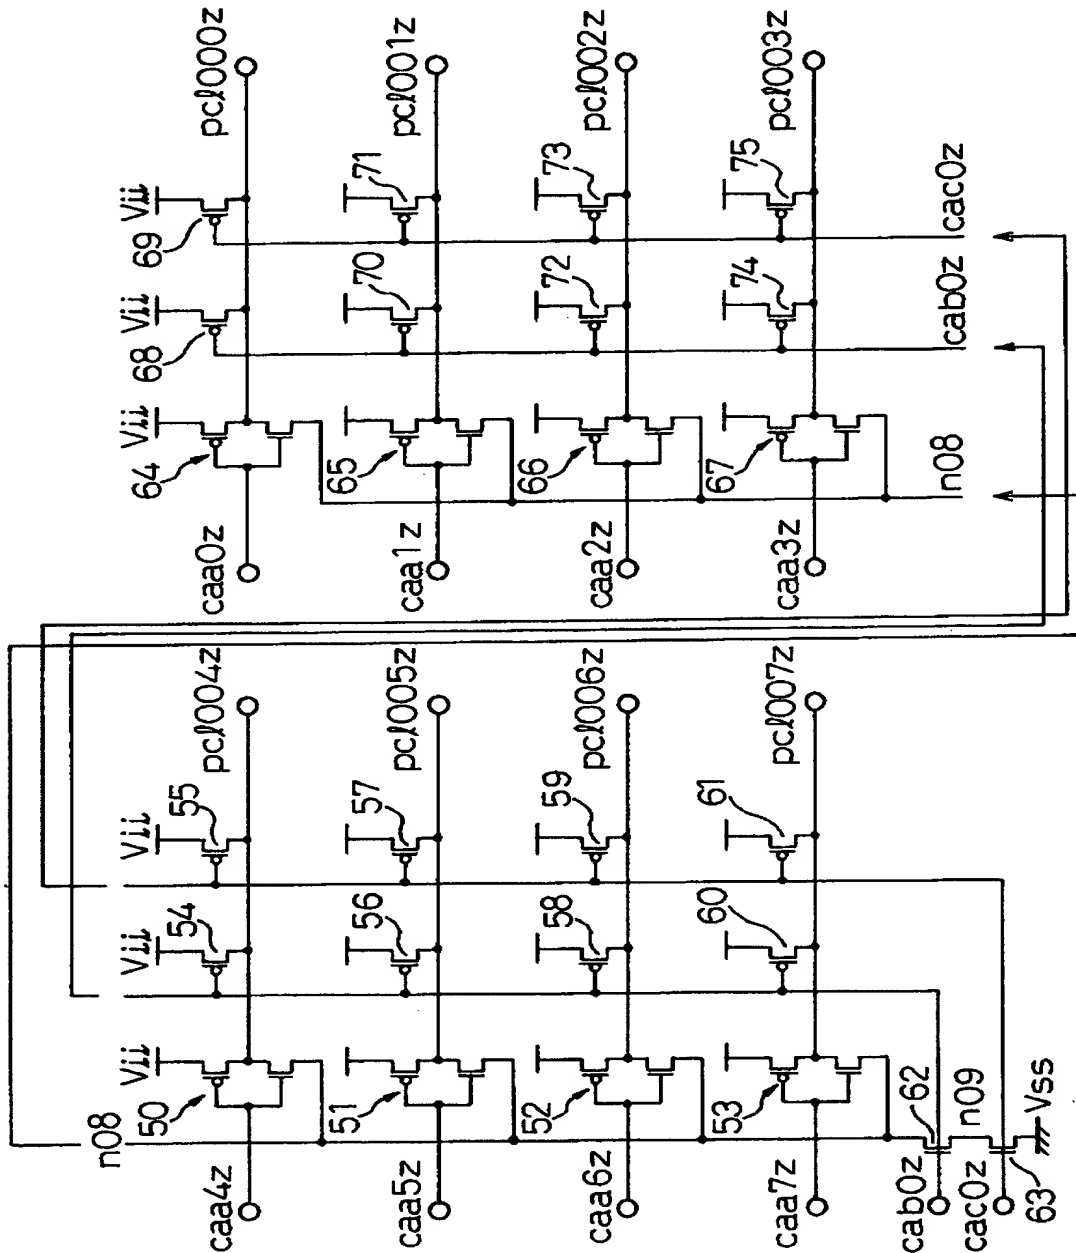 pcl000z
Vii
69
Vii
68
Vii
64
caa0z
pcl001z
71
70
65
caa1z
pcl002z
73
72
66
caa2z
pcl003z
75
74
67
caa3z
cac0z
cab0z
n08
pcl004z
Vii
55
Vii
54
Vii
50
n08
caa4z
pcl005z
57
56
51
caa5z
pcl006z
59
58
52
caa6z
pcl007z
61
60
53
caa7z
62
cab0z
n09
cac0z
63
Vss